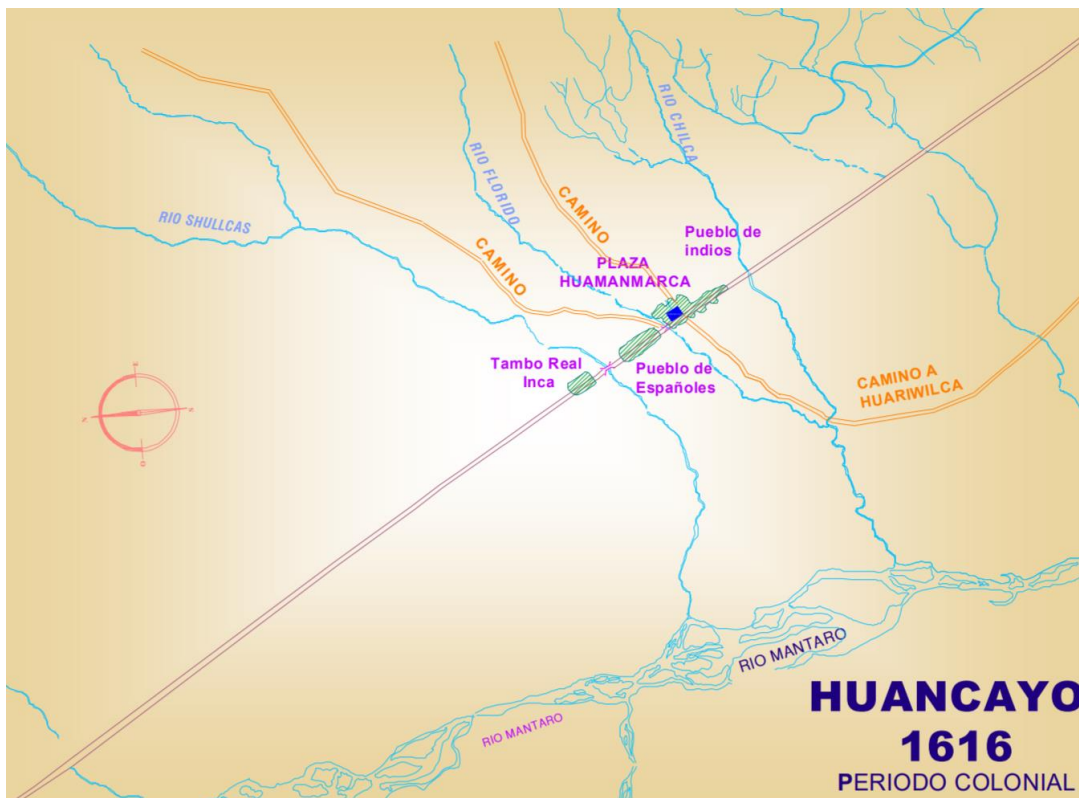 RIO CHILCA
RIO FLORIDO
RIO SHULLCAS
CAMINO
CAMINO
Pueblo de
indios
PLAZA
HUAMANMARCA
Tambo Real
Inca
Pueblo de
Españoles
CAMINO A
HUARIWILCA
RIO MANTARO
RIO MANTARO
HUANCAYO
1616
PERIODO COLONIAL